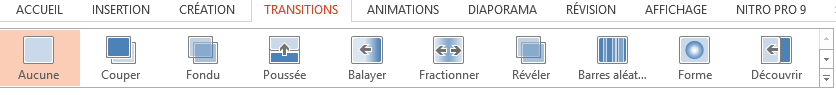 ACCUEIL INSERTION CRÉATION TRANSITIONS ANIMATIONS DIAPORAMA RÉVISION AFFICHAGE NITRO PRO 9
Aucune Couper Fondu Poussée Balayer Fractionner Révéler Barres aléat... Forme Découvrir